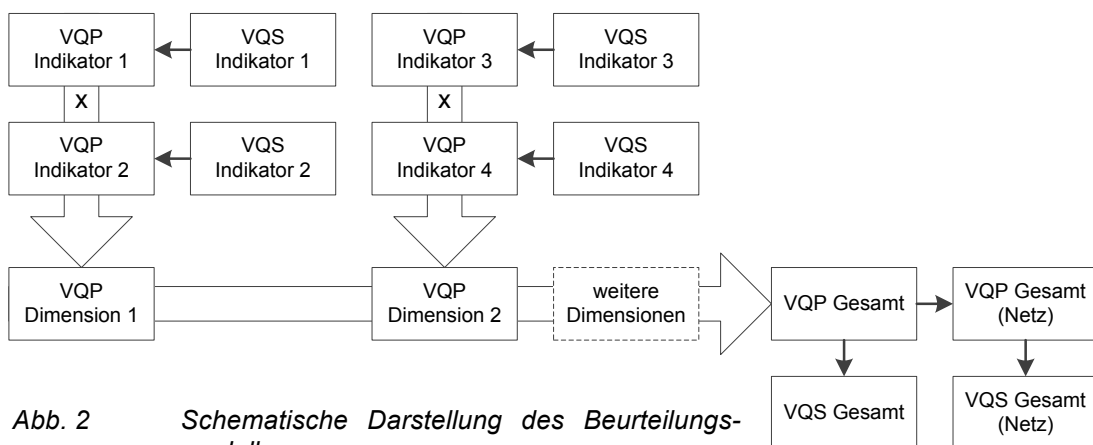 VQP
Indikator 1
VQS
Indikator 1
VQP
Indikator 3
VQS
Indikator 3
x
x
VQP
Indikator 2
VQS
Indikator 2
VQP
Indikator 4
VQS
Indikator 4
VQP
Dimension 1
VQP
Dimension 2
weitere
Dimensionen
VQP Gesamt
VQP Gesamt
(Netz)
VQS Gesamt
VQS Gesamt
(Netz)
Abb. 2 Schematische Darstellung des Beurteilungs-